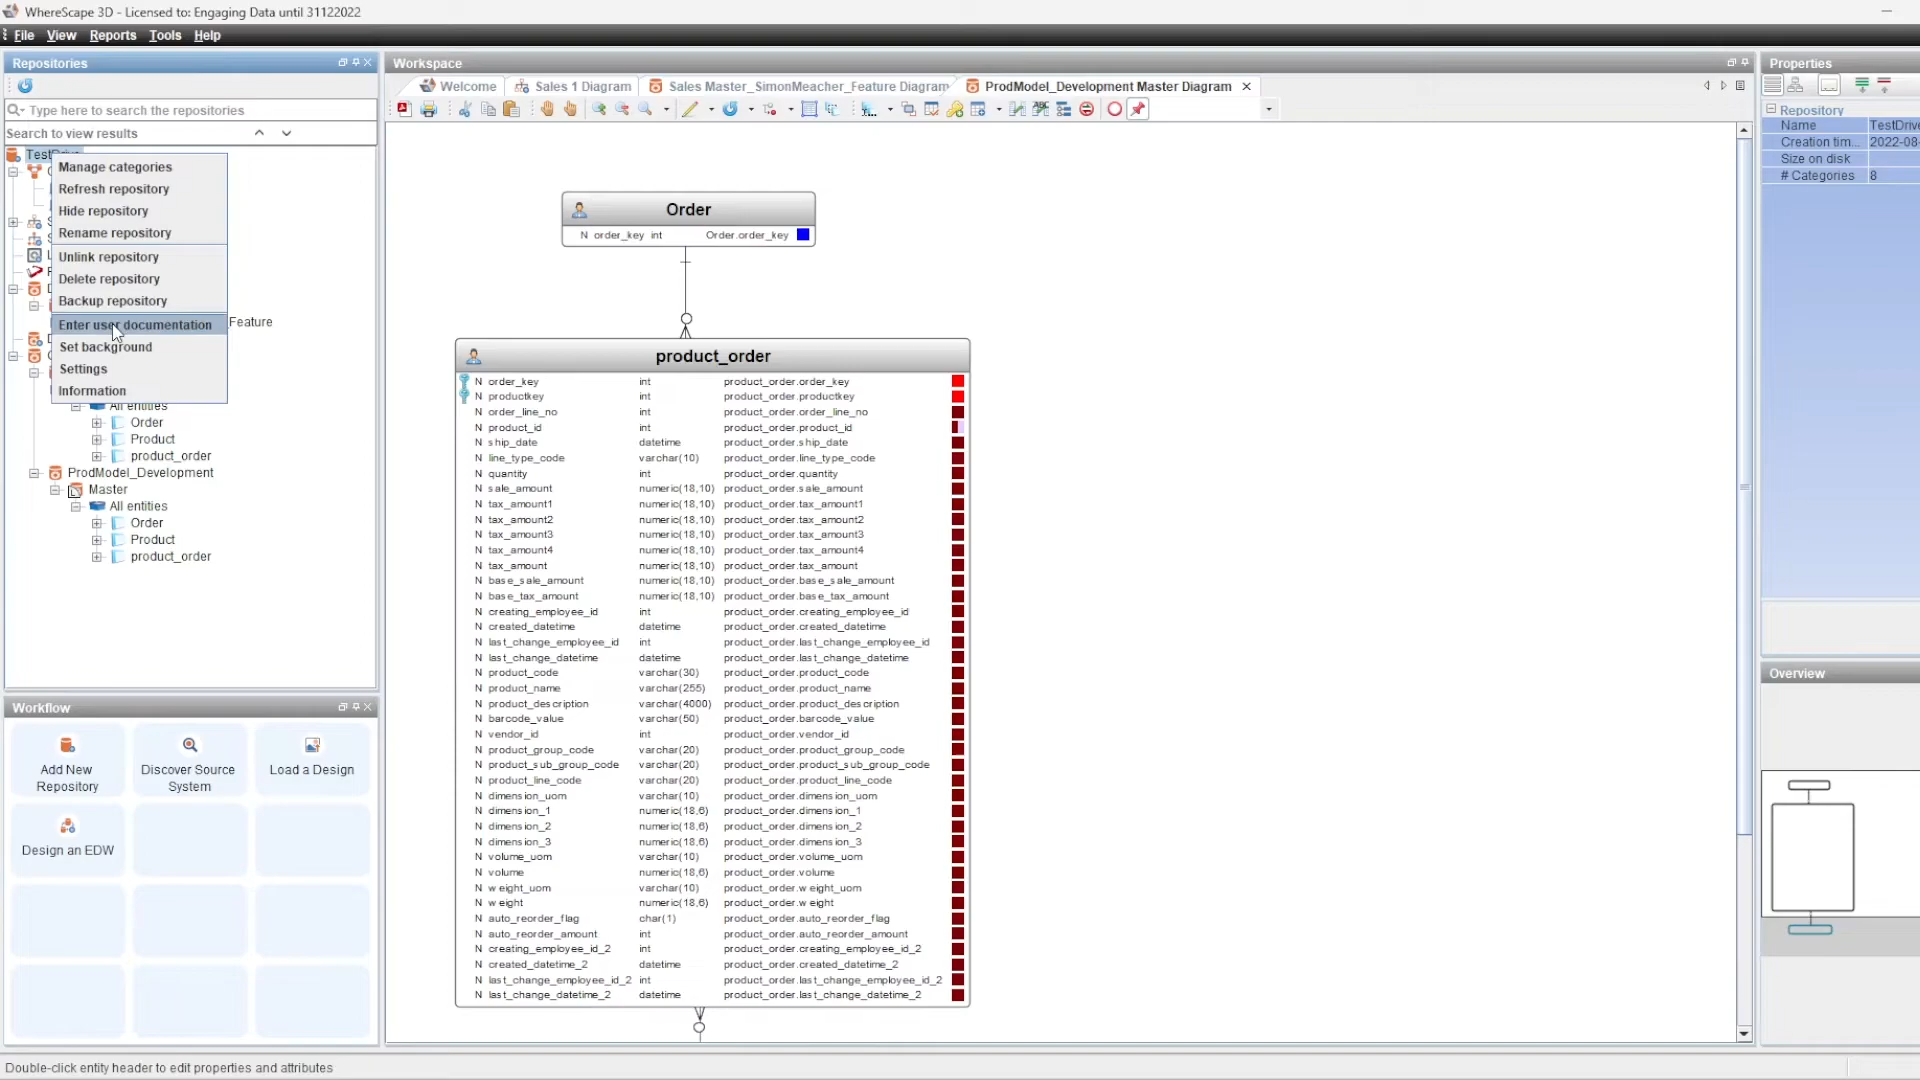 WhereScape 3D - Licensed to: Engaging Data until 31122022
File View Reports Tools Help
Repositories
Type here to search the repositories
Search to view results
Manage categories
Refresh repository
Hide repository
Rename repository
Unlink repository
Delete repository
Backup repository
Enter user documentation
_Feature
Set background
Settings
Information
All entities
Order
Product
product_order
ProdModel_Development
Master
All entities
Order
Product
product_order
Workflow
Add New Repository
Discover Source System
Load a Design
Design an EDW
Workspace
Welcome Sales 1 Diagram Sales Master_SimonMeacher_Feature Diagram ProdModel_Development Master Diagram
Order
N order_key int Order.order_key
product_order
N order_key int product_order.order_key
N productkey int product_order.productkey
N order_line_no int product_order.order_line_no
N product_id int product_order.product_id
N ship_date datetime product_order.ship_date
N line_type_code varchar(10) product_order.line_type_code
N quantity int product_order.quantity
N sale_amount numeric(18,10) product_order.sale_amount
N tax_amount1 numeric(18,10) product_order.tax_amount1
N tax_amount2 numeric(18,10) product_order.tax_amount2
N tax_amount3 numeric(18,10) product_order.tax_amount3
N tax_amount4 numeric(18,10) product_order.tax_amount4
N tax_amount numeric(18,10) product_order.tax_amount
N base_sale_amount numeric(18,10) product_order.base_sale_amount
N base_tax_amount numeric(18,10) product_order.base_tax_amount
N creating_employee_id int product_order.creating_employee_id
N created_datetime datetime product_order.created_datetime
N last_change_employee_id int product_order.last_change_employee_id
N last_change_datetime datetime product_order.last_change_datetime
N product_code varchar(30) product_order.product_code
N product_name varchar(255) product_order.product_name
N product_description varchar(4000) product_order.product_description
N barcode_value varchar(50) product_order.barcode_value
N vendor_id int product_order.vendor_id
N product_group_code varchar(20) product_order.product_group_code
N product_sub_group_code varchar(20) product_order.product_sub_group_code
N product_line_code varchar(20) product_order.product_line_code
N dimension_uom varchar(10) product_order.dimension_uom
N dimension_1 numeric(18,6) product_order.dimension_1
N dimension_2 numeric(18,6) product_order.dimension_2
N dimension_3 numeric(18,6) product_order.dimension_3
N volume_uom varchar(10) product_order.volume_uom
N volume numeric(18,6) product_order.volume
N weight_uom varchar(10) product_order.weight_uom
N weight numeric(18,6) product_order.weight
N auto_reorder_flag char(1) product_order.auto_reorder_flag
N auto_reorder_amount int product_order.auto_reorder_amount
N creating_employee_id_2 int product_order.creating_employee_id_2
N created_datetime_2 datetime product_order.created_datetime_2
N last_change_employee_id_2 int product_order.last_change_employee_id_2
N last_change_datetime_2 datetime product_order.last_change_datetime_2
Properties
Repository
Name TestDrive
Creation tim... 2022-08-
Size on disk
# Categories 8
Overview
Double-click entity header to edit properties and attributes